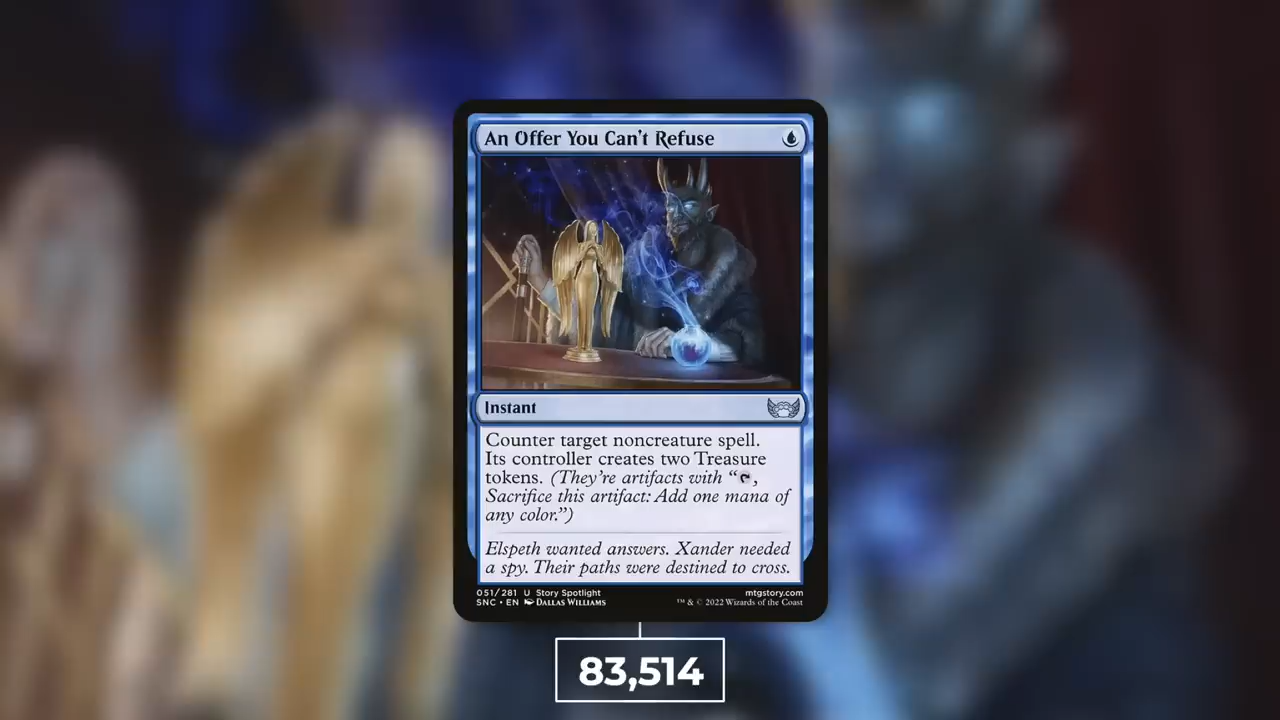 An Offer You Can't Refuse
Instant
Counter target noncreature spell.
Its controller creates two Treasure
tokens. (They're artifacts with “,
Sacrifice this artifact: Add one mana of
any color.”)
Elspeth wanted answers. Xander needed
a spy. Their paths were destined to cross.
051/281 U Story Spotlight
SNC • EN DALLAS WILLIAMS
mtgstory.com
™ & © 2022 Wizards of the Coast
83,514